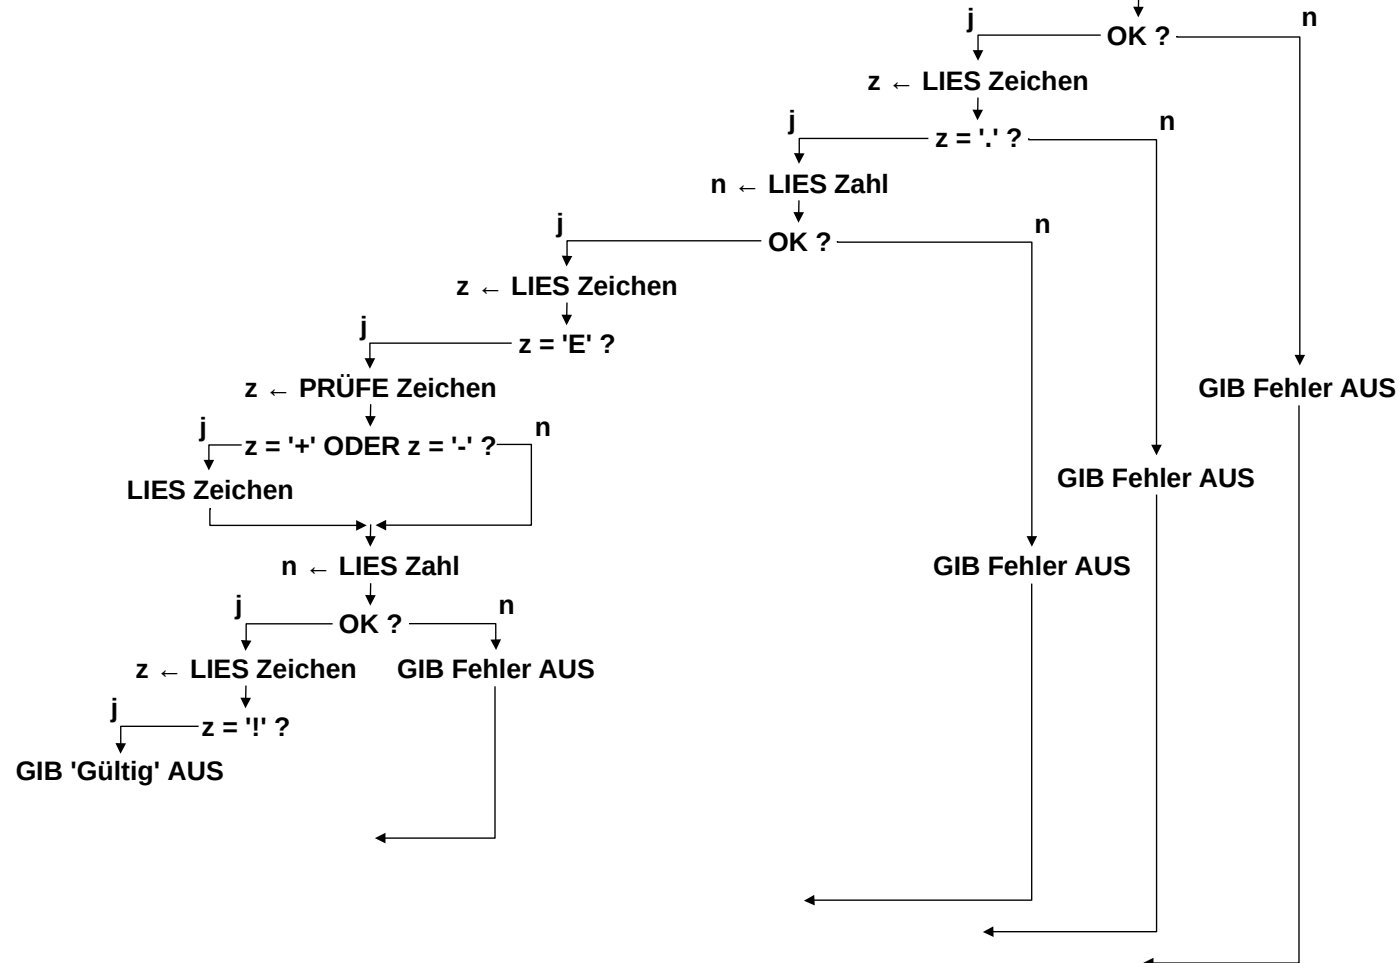 j
n
OK ?
z ← LIES Zeichen
j
n
z = '.' ?
n ← LIES Zahl
j
n
OK ?
z ← LIES Zeichen
j
z = 'E' ?
z ← PRÜFE Zeichen
GIB Fehler AUS
j
n
z = '+' ODER z = '-' ?
GIB Fehler AUS
LIES Zeichen
n ← LIES Zahl
GIB Fehler AUS
j
n
OK ?
z ← LIES Zeichen
GIB Fehler AUS
j
z = '!' ?
GIB 'Gültig' AUS